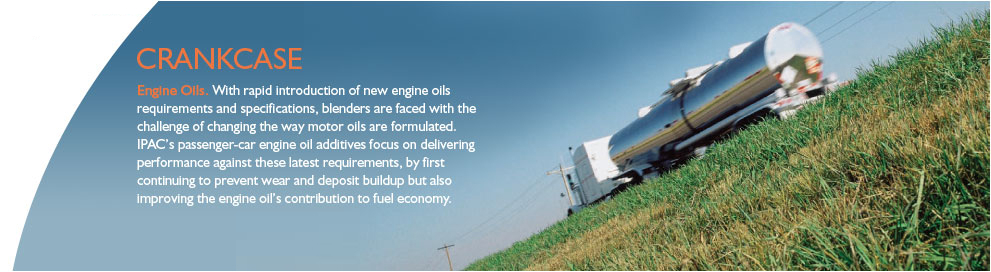 CRANKCASE
Engine Oils. With rapid introduction of new engine oils
requirements and specifications, blenders are faced with the
challenge of changing the way motor oils are formulated.
IPAC's passenger-car engine oil additives focus on delivering
performance against these latest requirements, by first
continuing to prevent wear and deposit buildup but also
improving the engine oil's contribution to fuel economy.